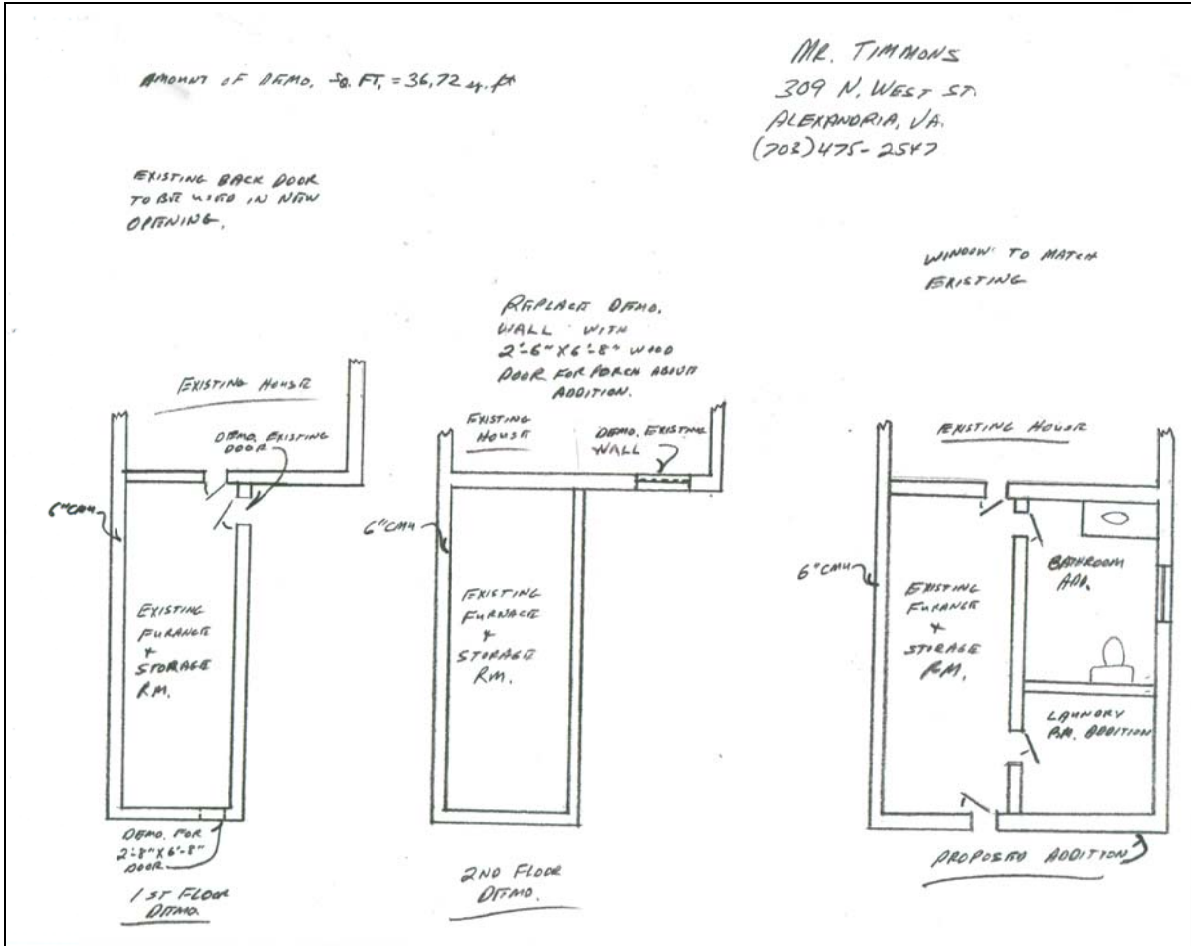 AMOUNT OF DEMO. SQ. FT. = 36.72 sq. ft
MR. TIMMONS
309 N. WEST ST.
ALEXANDRIA, VA.
(703) 475-2547
EXISTING BACK DOOR
TO BE USED IN NEW
OPENING.
WINDOW TO MATCH
EXISTING
REPLACE DEMO.
WALL WITH
2'-6" X 6'-8" WOOD
DOOR FOR PORCH ABOVE
ADDITION.
EXISTING HOUSE
DEMO. EXISTING
DOOR
6" CMU
EXISTING
FURANCE
+
STORAGE
RM.
DEMO. FOR
2'-8" X 6'-8"
DOOR
1ST FLOOR
DEMO.
EXISTING
HOUSE
DEMO. EXISTING
WALL
6" CMU
EXISTING
FURNACE
+
STORAGE
RM.
2ND FLOOR
DEMO.
EXISTING HOUSE
6" CMU
EXISTING
FURANCE
+
STORAGE
RM.
BATHROOM
ADD.
LAUNDRY
RM. ADDITION
PROPOSED ADDITION